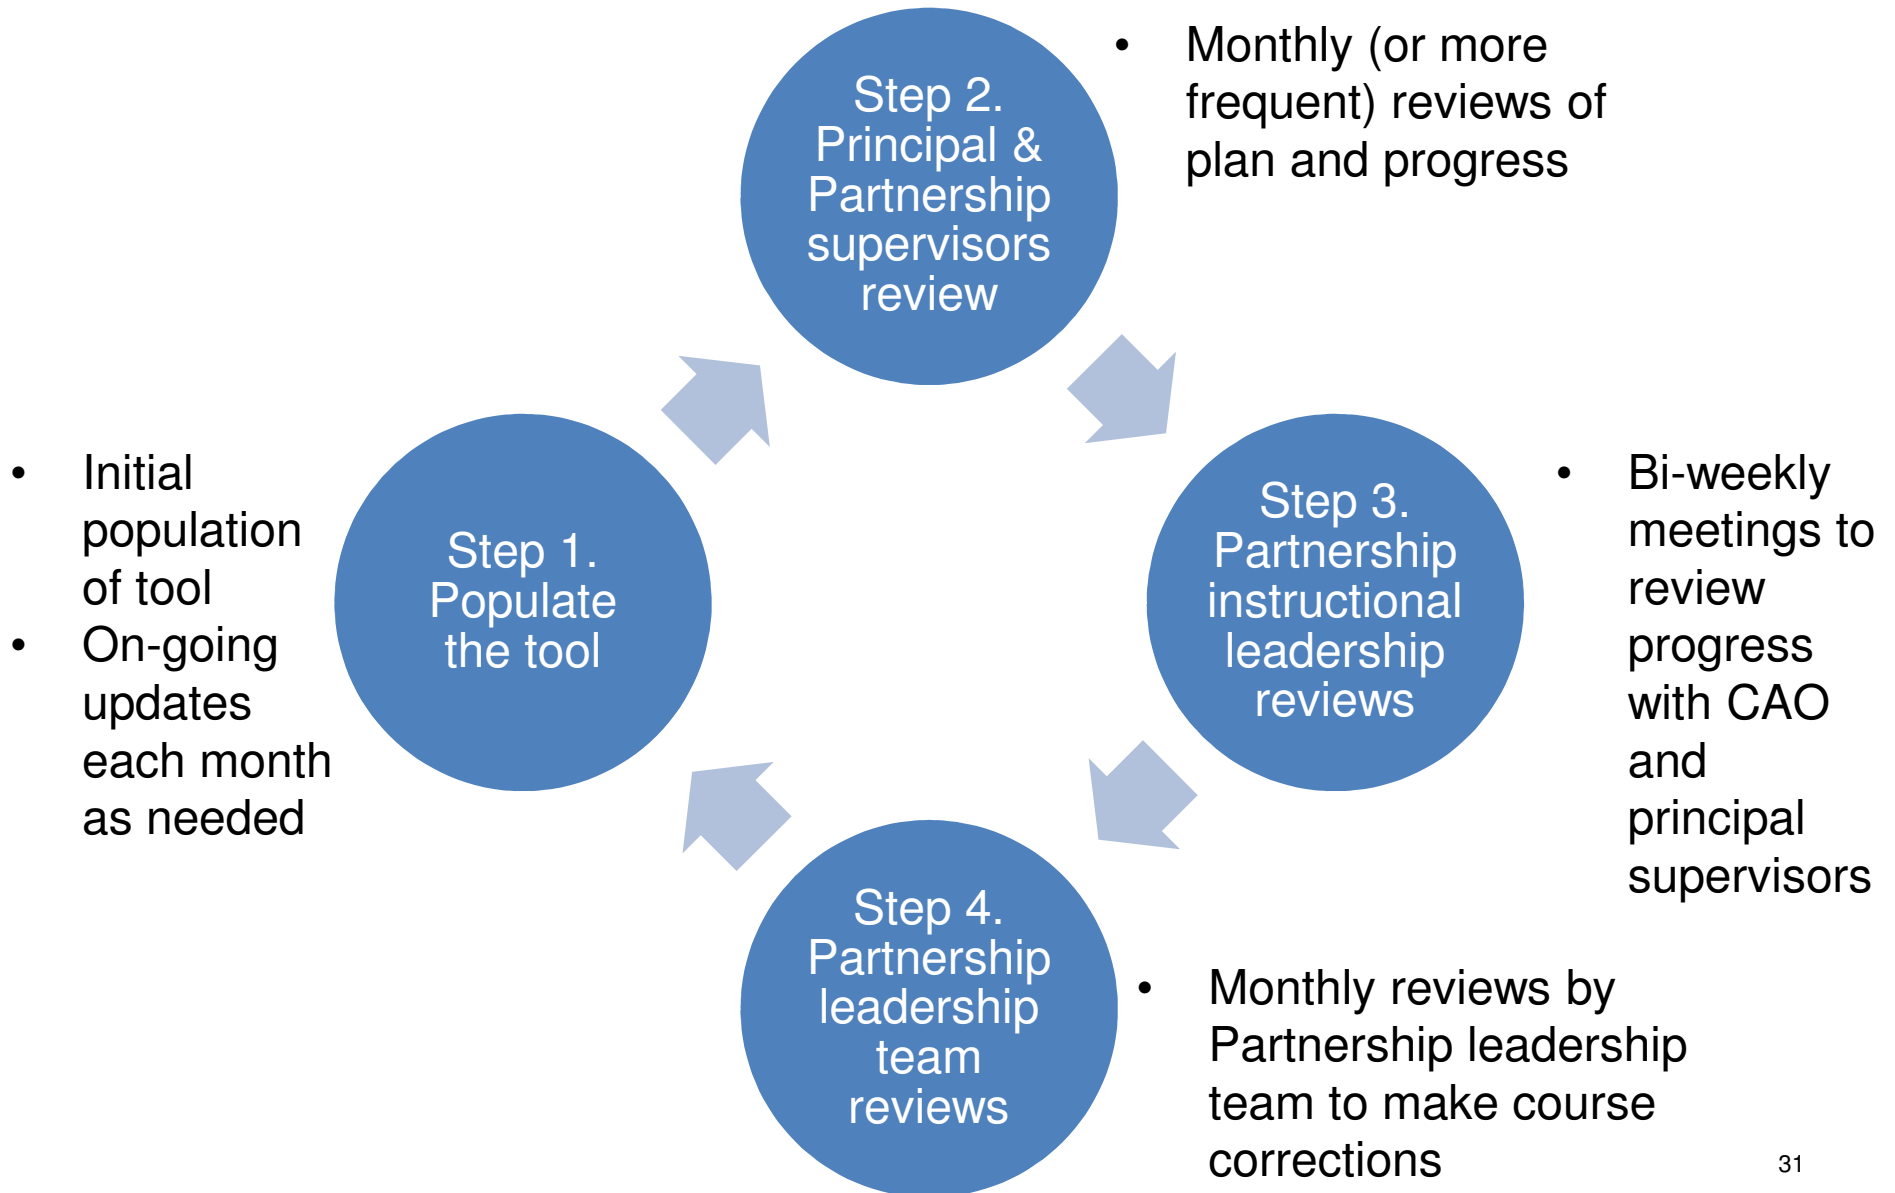 Step 2.
Principal &
Partnership
supervisors
review
• Monthly (or more
frequent) reviews of
plan and progress
• Initial
population
of tool
• On-going
updates
each month
as needed
Step 1.
Populate
the tool
Step 3.
Partnership
instructional
leadership
reviews
• Bi-weekly
meetings to
review
progress
with CAO
and
principal
supervisors
Step 4.
Partnership
leadership
team
reviews
• Monthly reviews by
Partnership leadership
team to make course
corrections
31